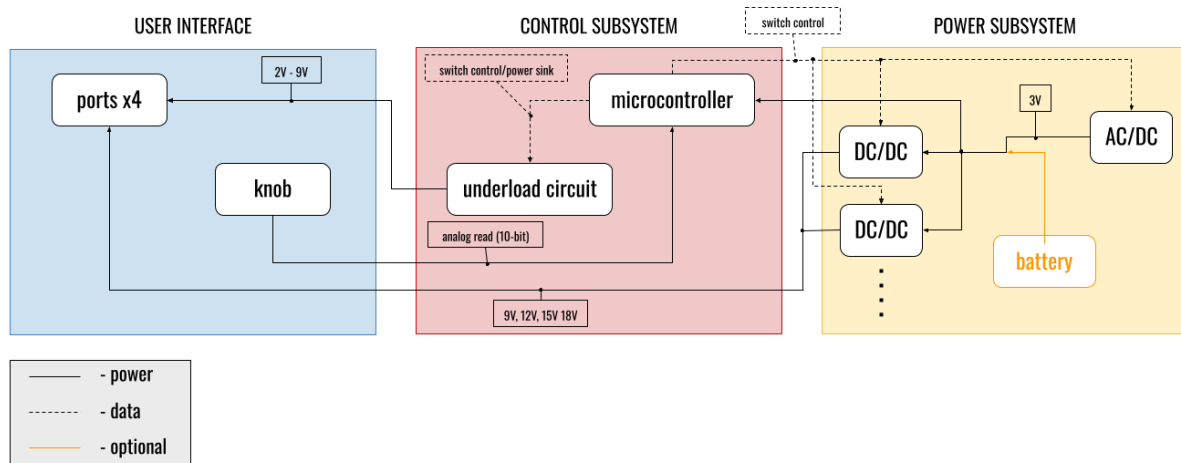 USER INTERFACE
CONTROL SUBSYSTEM
POWER SUBSYSTEM
switch control
2V - 9V
switch control/power sink
ports x4
microcontroller
3V
DC/DC
AC/DC
knob
underload circuit
DC/DC
analog read (10-bit)
battery
9V, 12V, 15V 18V
- power
- data
- optional